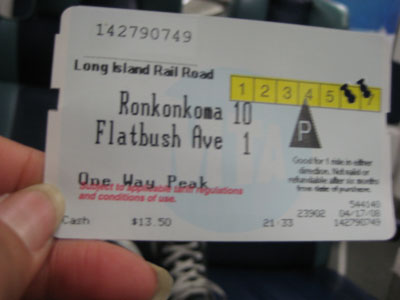 142790749
Long Island Rail Road
1 2 3 4 5 7
Ronkonkoma 10
Flatbush Ave 1
P
Good for 1 ride in either
direction. Not valid or
refundable after six months
from date of purchase.
One Way Peak
Subject to applicable tariff regulations
and conditions of use.
544140
23902 04/17/08
Cash $13.50 21:33 142790749